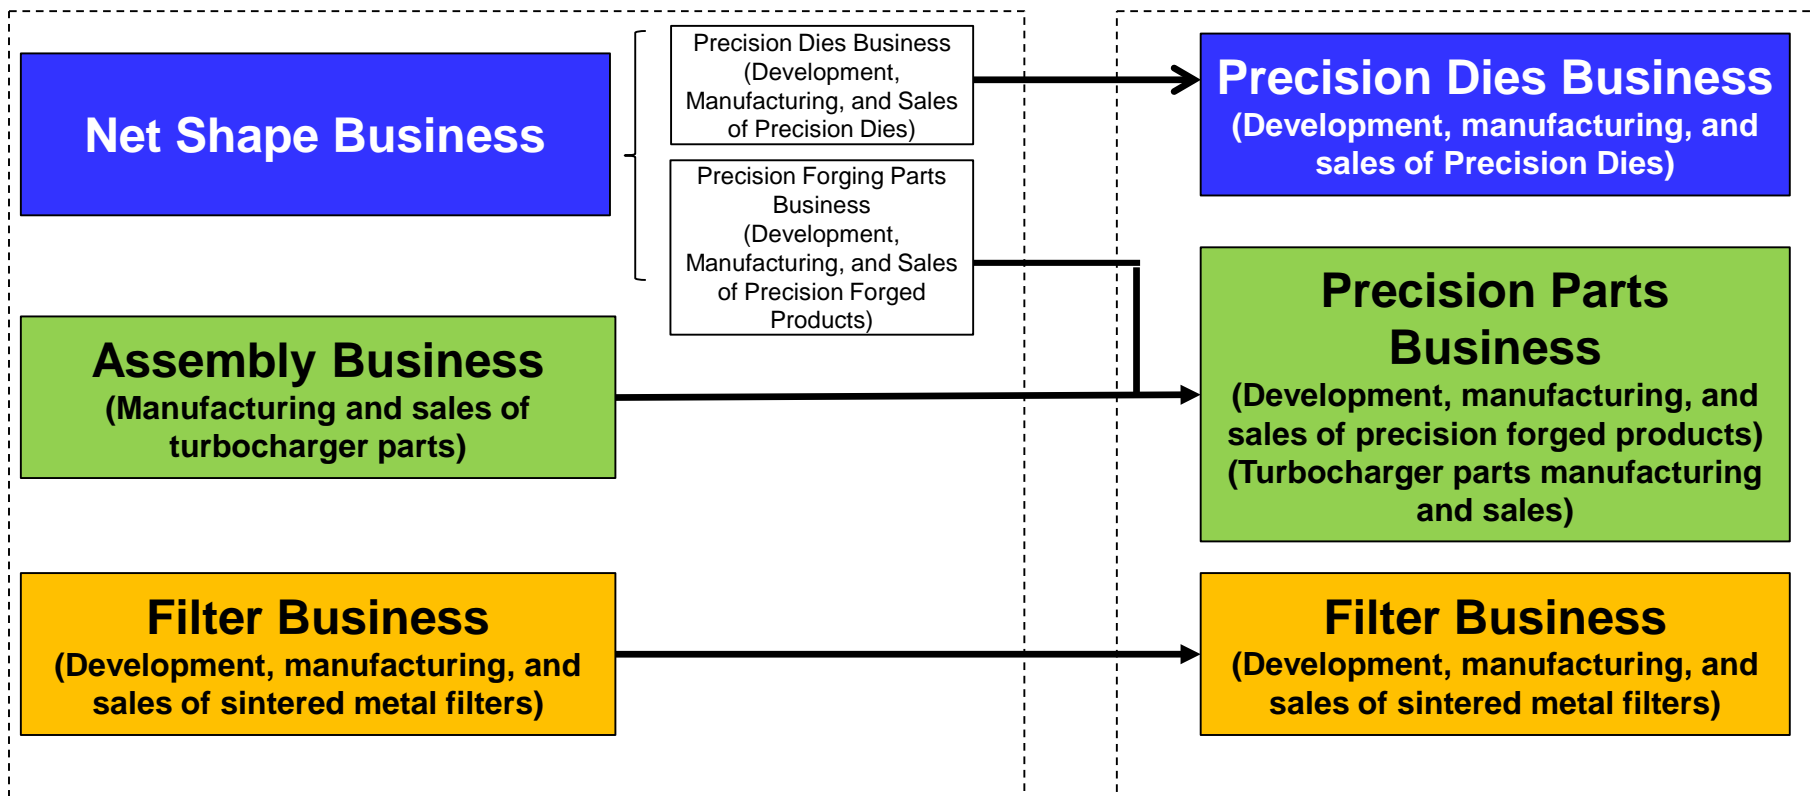 Net Shape Business
Precision Dies Business
(Development,
Manufacturing, and Sales
of Precision Dies)
Precision Forging Parts
Business
(Development,
Manufacturing, and Sales
of Precision Forged
Products)
Assembly Business
(Manufacturing and sales of
turbocharger parts)
Filter Business
(Development, manufacturing, and
sales of sintered metal filters)
Precision Dies Business
(Development, manufacturing, and
sales of Precision Dies)
Precision Parts
Business
(Development, manufacturing, and
sales of precision forged products)
(Turbocharger parts manufacturing
and sales)
Filter Business
(Development, manufacturing, and
sales of sintered metal filters)